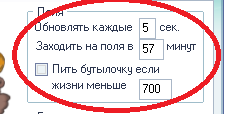 Поля
Обновлять каждые 5 сек.
Заходить на поля в 57 минут
Пить бутылочку если
жизни меньше 700